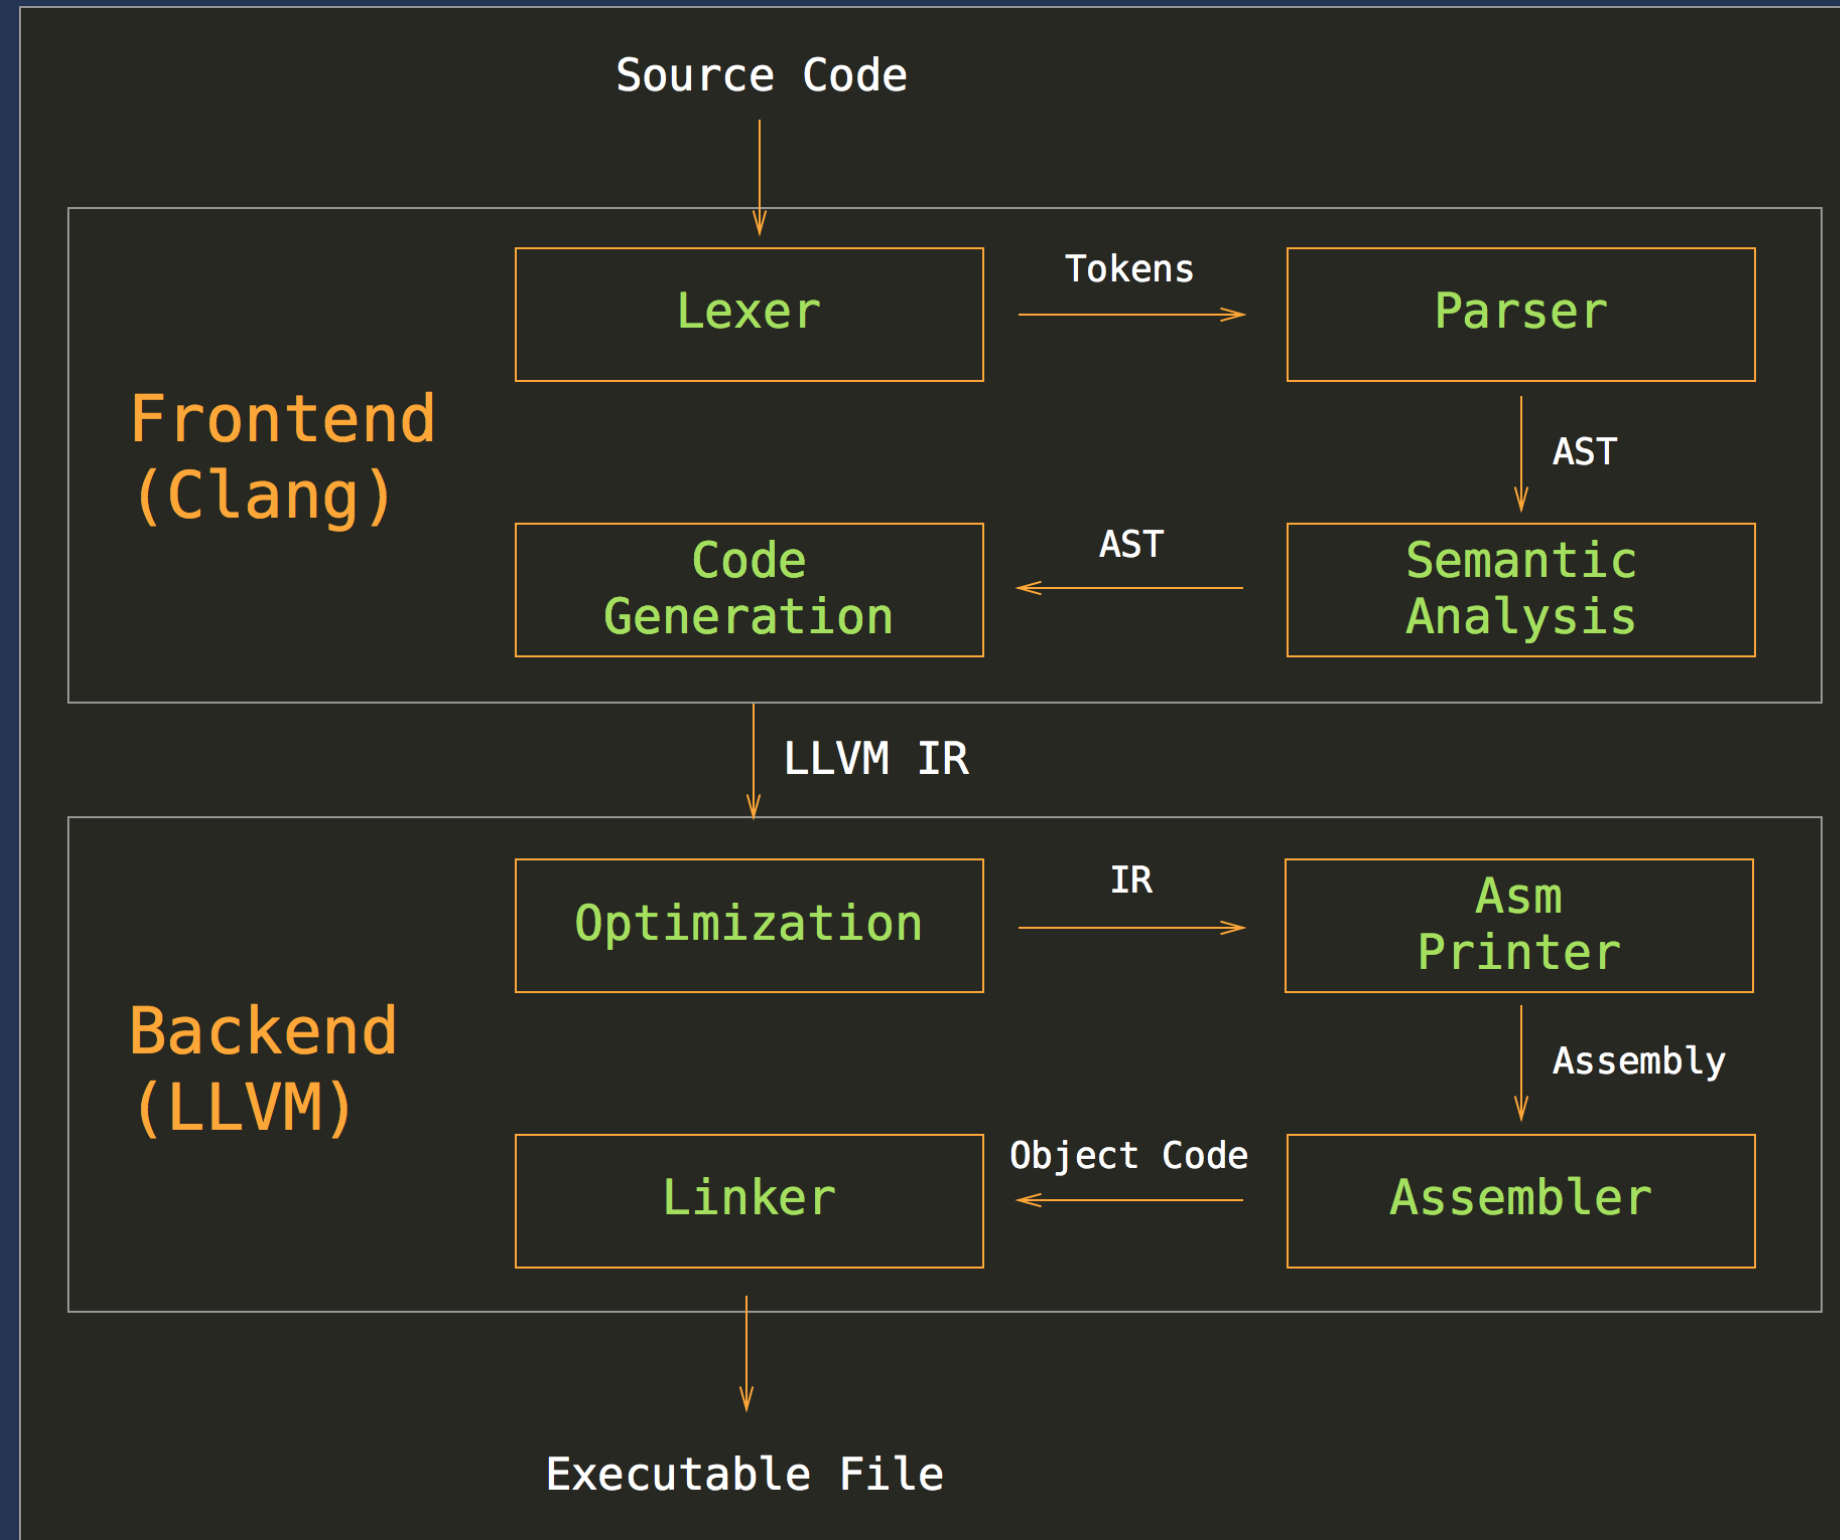 Source Code
Lexer
Tokens
Parser
Frontend
(Clang)
AST
Code
Generation
AST
Semantic
Analysis
LLVM IR
Optimization
IR
Asm
Printer
Backend
(LLVM)
Assembly
Linker
Object Code
Assembler
Executable File